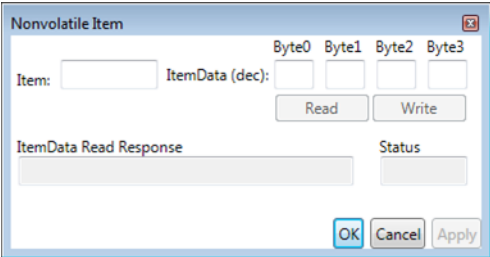 Nonvolatile Item
Byte0 Byte1 Byte2 Byte3
Item: ItemData (dec):
Read Write
ItemData Read Response Status
OK Cancel Apply